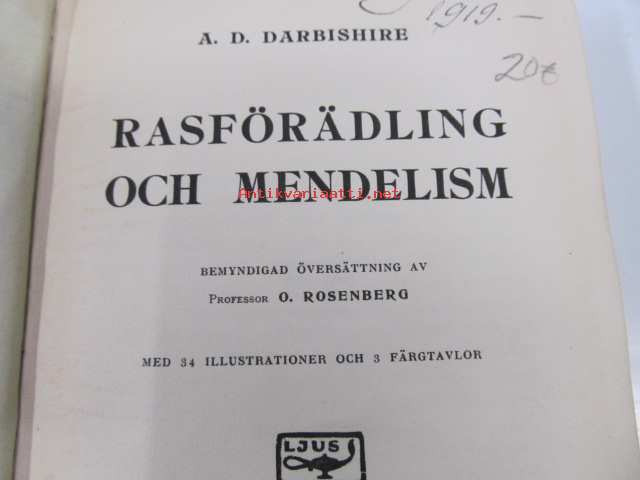 1919.-
A. D. DARBISHIRE
20
RASFÖRÄDLING
OCH MENDELISM
Antikvariaatti.net
BEMYNDIGAD ÖVERSÄTTNING AV
PROFESSOR O. ROSENBERG
MED 34 ILLUSTRATIONER OCH 3 FÄRGTAVLOR
LJUS